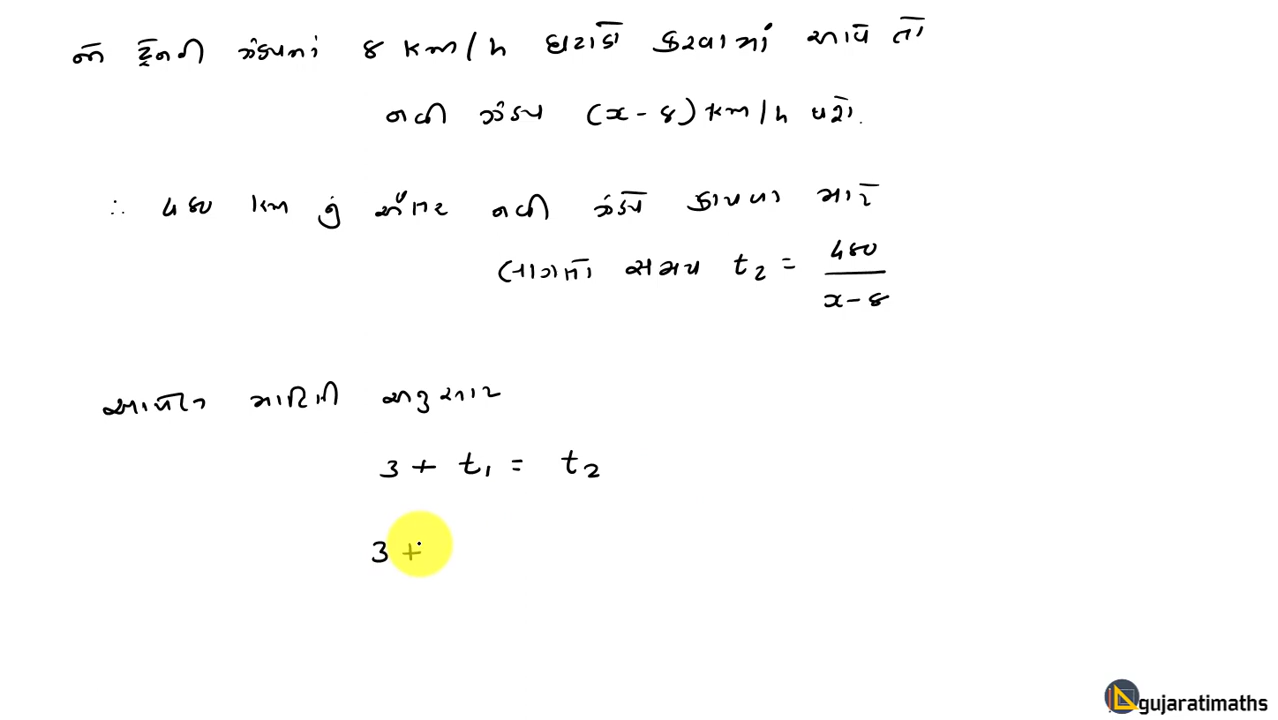 જો ટ્રેનની ઝડપનાં 8 km/h ઘટાડો કરવામાં આવે તો
નવી ઝડપ (x - 8) km/h થશે.
∴ 480 km નું અંતર નવી ઝડપે કાપવા માટે
લાગતો સમય t₂ = 480 / x - 8
આપેલ માહિતી અનુસાર
3 + t₁ = t₂
3 +
gujaratimaths